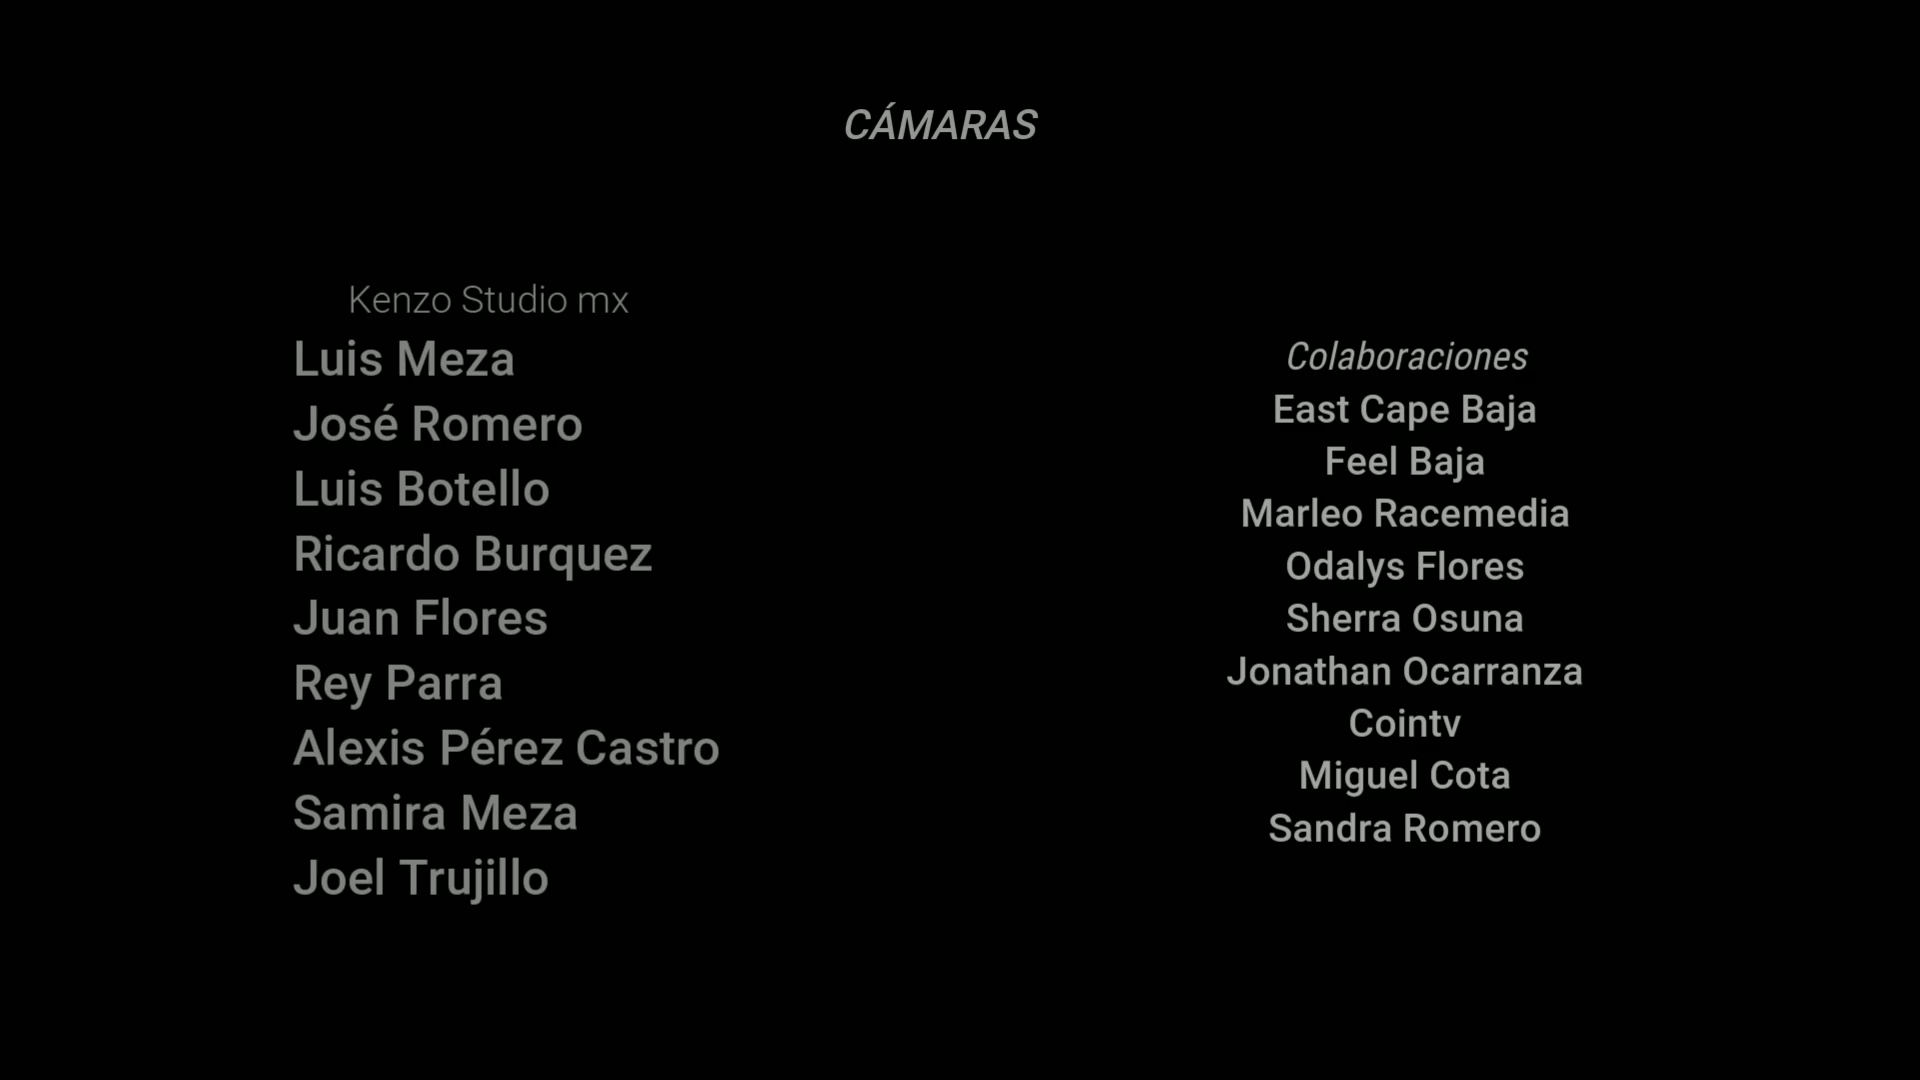 CÁMARAS
Kenzo Studio mx
Luis Meza
José Romero
Luis Botello
Ricardo Burquez
Juan Flores
Rey Parra
Alexis Pérez Castro
Samira Meza
Joel Trujillo
Colaboraciones
East Cape Baja
Feel Baja
Marleo Racemedia
Odalys Flores
Sherra Osuna
Jonathan Ocarranza
Cointv
Miguel Cota
Sandra Romero